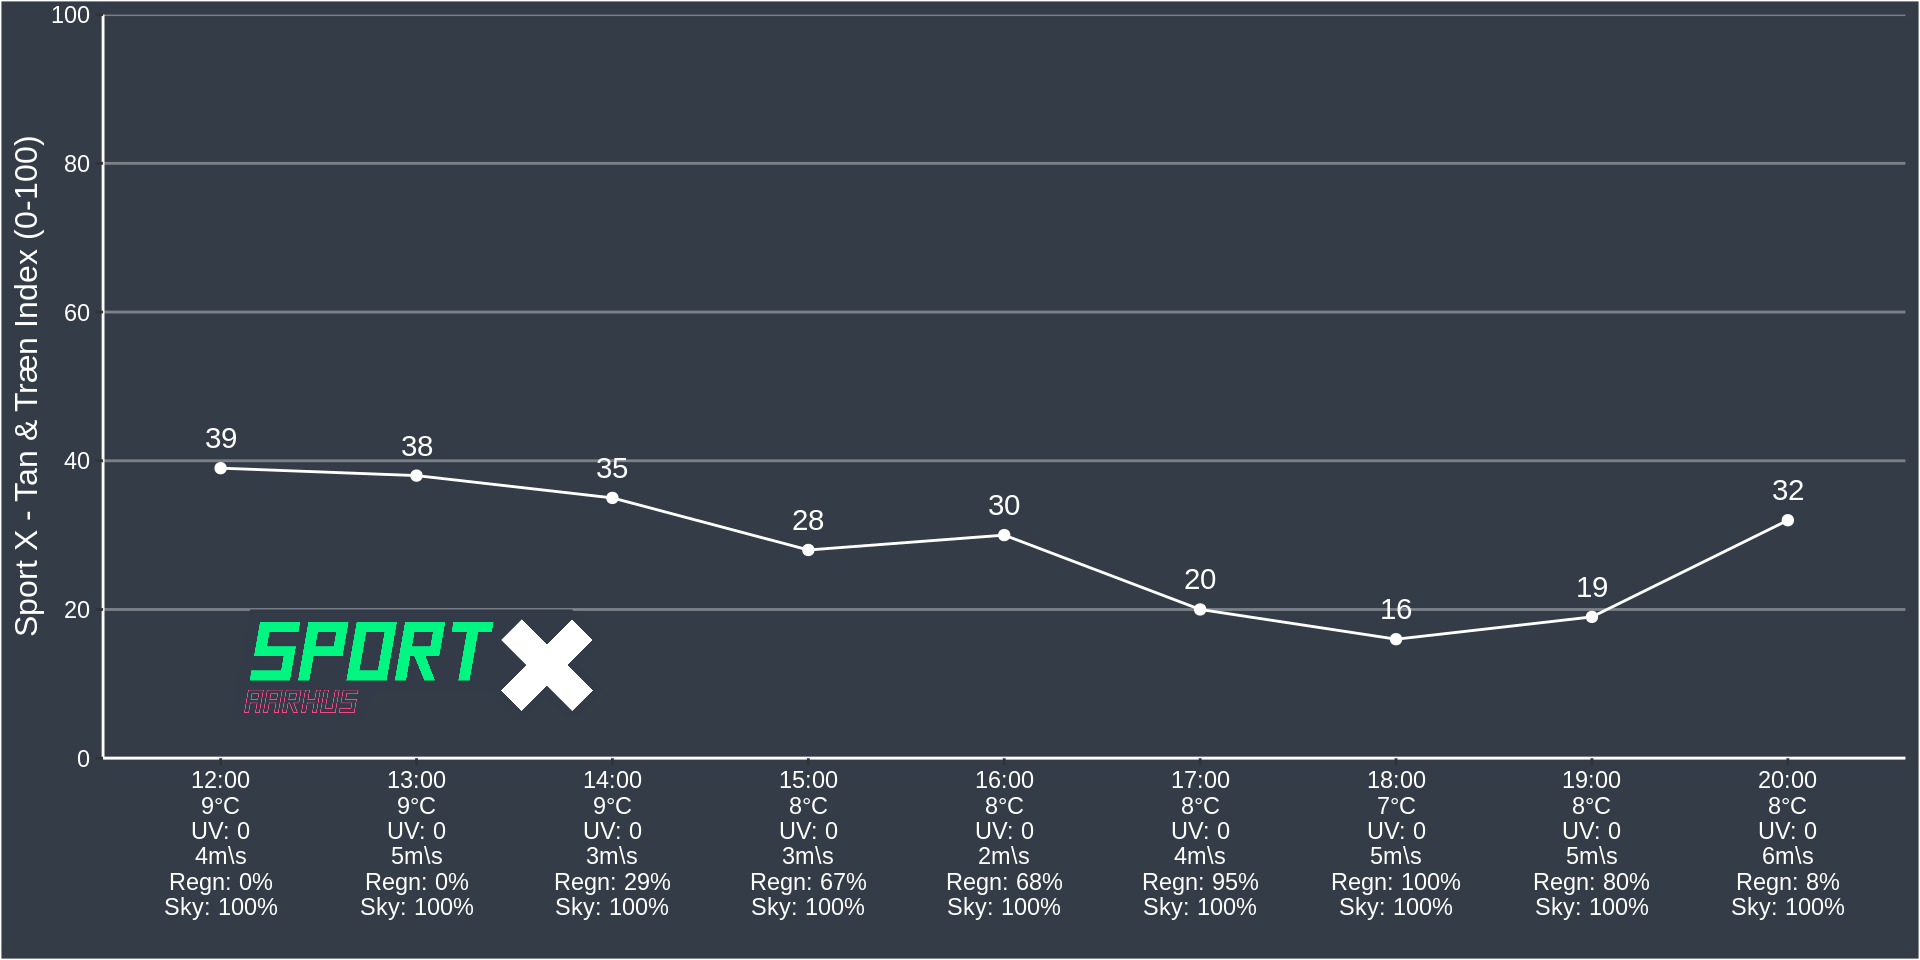 Sport X - Tan & Træn Index (0-100)
100
80
60
40
20
0
39
38
35
28
30
20
16
19
32
SPORT X
AARHUS
12:00 13:00 14:00 15:00 16:00 17:00 18:00 19:00 20:00
9°C 9°C 9°C 8°C 8°C 8°C 7°C 8°C 8°C
UV: 0 UV: 0 UV: 0 UV: 0 UV: 0 UV: 0 UV: 0 UV: 0 UV: 0
4m\s 5m\s 3m\s 3m\s 2m\s 4m\s 5m\s 5m\s 6m\s
Regn: 0% Regn: 0% Regn: 29% Regn: 67% Regn: 68% Regn: 95% Regn: 100% Regn: 80% Regn: 8%
Sky: 100% Sky: 100% Sky: 100% Sky: 100% Sky: 100% Sky: 100% Sky: 100% Sky: 100% Sky: 100%